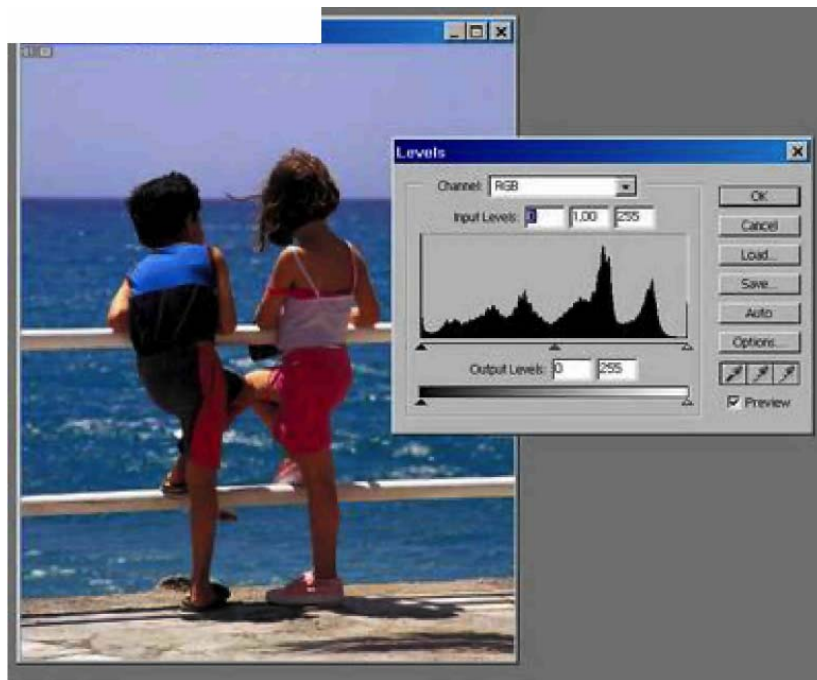 Levels
Channel: RGB
Input Levels: 0 1,00 255
Output Levels: 0 255
OK
Cancel
Load...
Save...
Auto
Options...
Preview